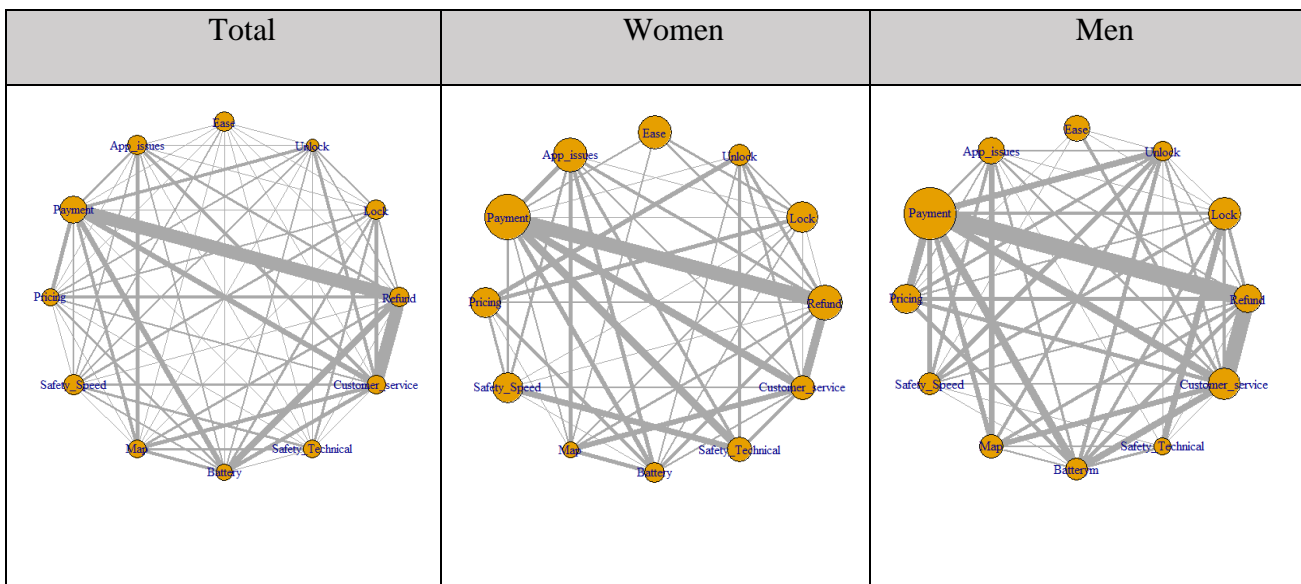 Total
Women
Men
Ease
App_issues
Unlock
Payment
Lock
Pricing
Refund
Safety_Speed
Customer_service
Map
Safety_Technical
Battery
Ease
App_issues
Unlock
Payment
Lock
Pricing
Refund
Safety_Speed
Customer_service
Map
Safety_Technical
Battery
Ease
App_issues
Unlock
Payment
Lock
Pricing
Refund
Safety_Speed
Customer_service
Map
Safety_Technical
Batterym